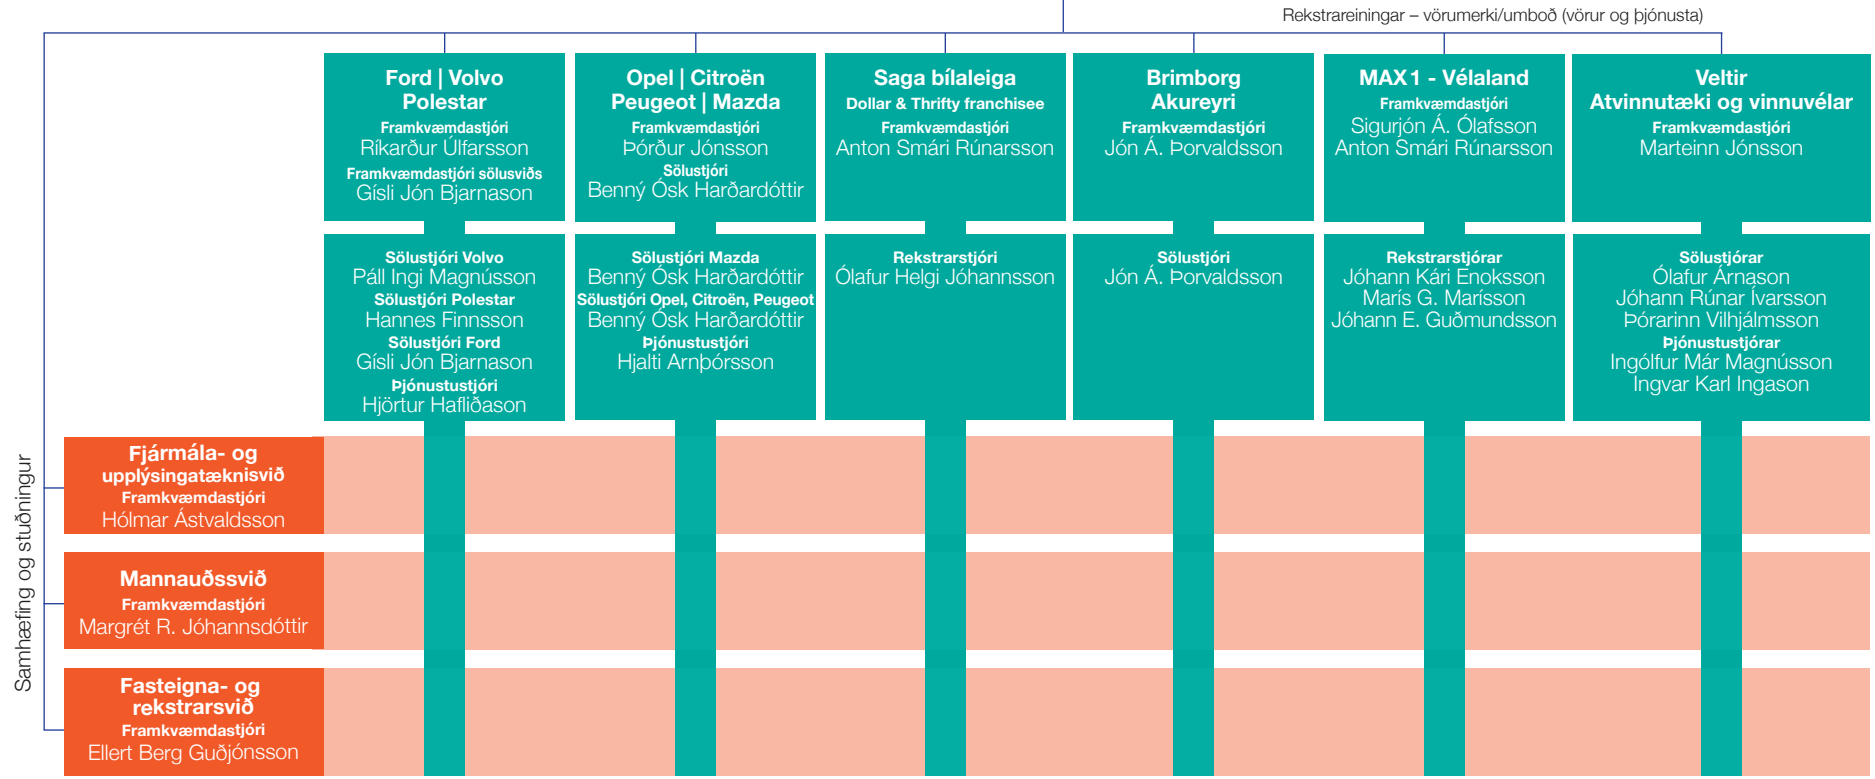 Rekstrareiningar – vörumerki/umboð (vörur og þjónusta)
Ford | Volvo
Polestar
Framkvæmdastjóri
Ríkarður Úlfarsson
Framkvæmdastjóri sölusviðs
Gísli Jón Bjarnason
Opel | Citroën
Peugeot | Mazda
Framkvæmdastjóri
Þórður Jónsson
Sölustjóri
Benný Ósk Harðardóttir
Saga bílaleiga
Dollar & Thrifty franchisee
Framkvæmdastjóri
Anton Smári Rúnarsson
Brimborg
Akureyri
Framkvæmdastjóri
Jón Á. Þorvaldsson
MAX1 - Vélaland
Framkvæmdastjóri
Sigurjón Á. Ólafsson
Anton Smári Rúnarsson
Veltir
Atvinnutæki og vinnuvélar
Framkvæmdastjóri
Marteinn Jónsson
Sölustjóri Volvo
Páll Ingi Magnússon
Sölustjóri Polestar
Hannes Finnsson
Sölustjóri Ford
Gísli Jón Bjarnason
Þjónustustjóri
Hjörtur Hafliðason
Sölustjóri Mazda
Benný Ósk Harðardóttir
Sölustjóri Opel, Citroën, Peugeot
Benný Ósk Harðardóttir
Þjónustustjóri
Hjalti Arnþórsson
Rekstrarstjóri
Ólafur Helgi Jóhannsson
Sölustjóri
Jón Á. Þorvaldsson
Rekstrarstjórar
Jóhann Kári Enoksson
Marís G. Marísson
Jóhann E. Guðmundsson
Sölustjórar
Ólafur Árnason
Jóhann Rúnar Ívarsson
Þórarinn Vilhjálmsson
Þjónustustjórar
Ingólfur Már Magnússon
Ingvar Karl Ingason
Samhæfing og stuðningur
Fjármála- og
upplýsingatæknisvið
Framkvæmdastjóri
Hólmar Ástvaldsson
Mannauðssvið
Framkvæmdastjóri
Margrét R. Jóhannsdóttir
Fasteigna- og
rekstrarsvið
Framkvæmdastjóri
Ellert Berg Guðjónsson